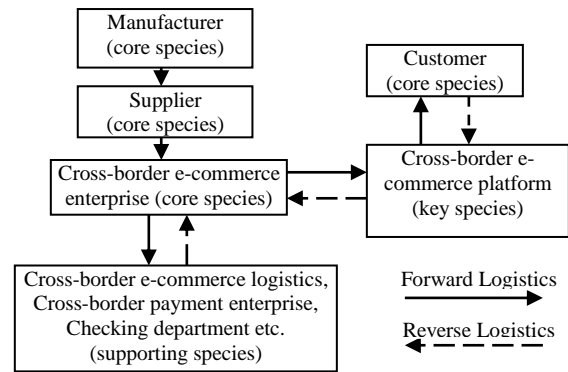 Manufacturer
(core species)
Supplier
(core species)
Cross-border e-commerce
enterprise (core species)
Cross-border e-commerce logistics,
Cross-border payment enterprise,
Checking department etc.
(supporting species)
Customer
(core species)
Cross-border e-
commerce platform
(key species)
Forward Logistics
Reverse Logistics